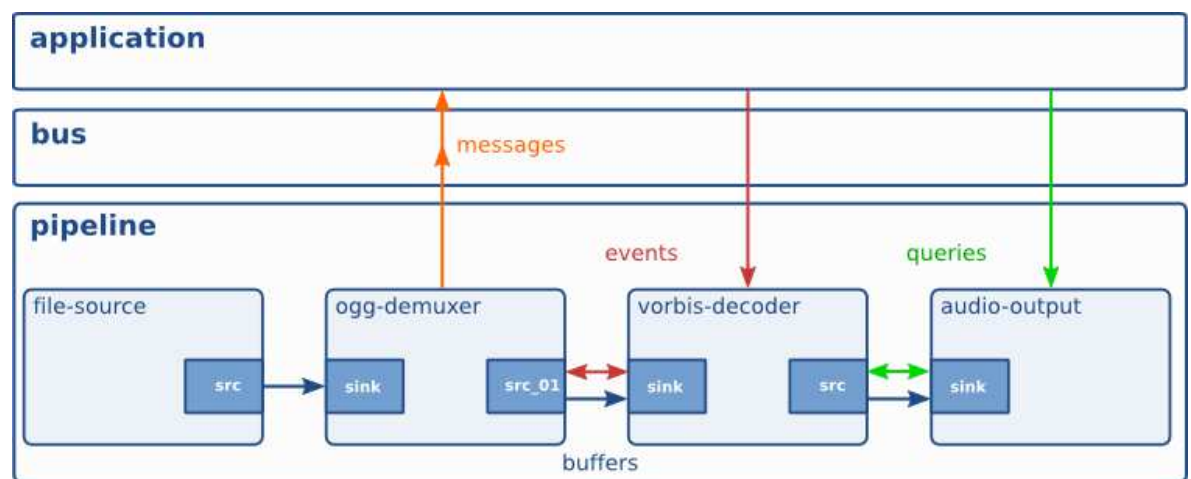 application
bus
messages
pipeline
events
queries
file-source
ogg-demuxer
vorbis-decoder
audio-output
src
sink
src_01
sink
src
sink
buffers